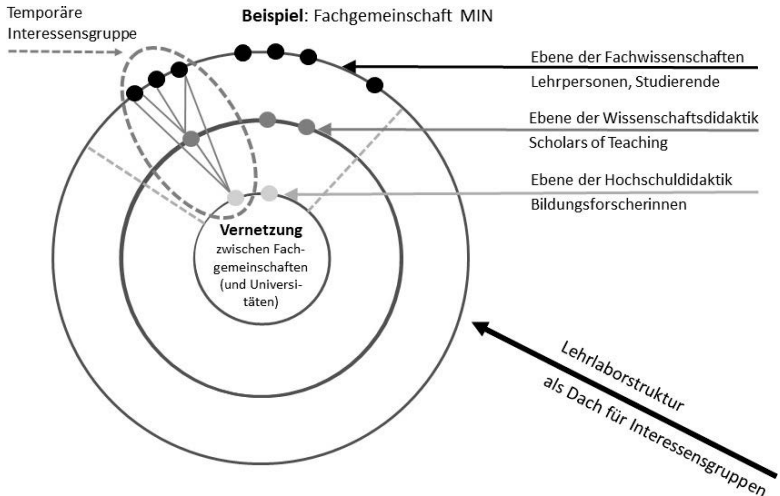 Temporäre
Interessensgruppe
Beispiel: Fachgemeinschaft MIN
Ebene der Fachwissenschaften
Lehrpersonen, Studierende
Ebene der Wissenschaftsdidaktik
Scholars of Teaching
Ebene der Hochschuldidaktik
Bildungsforscherinnen
Vernetzung
zwischen Fach-
gemeinschaften
(und Universi-
täten)
Lehrlaborstruktur
als Dach für Interessensgruppen